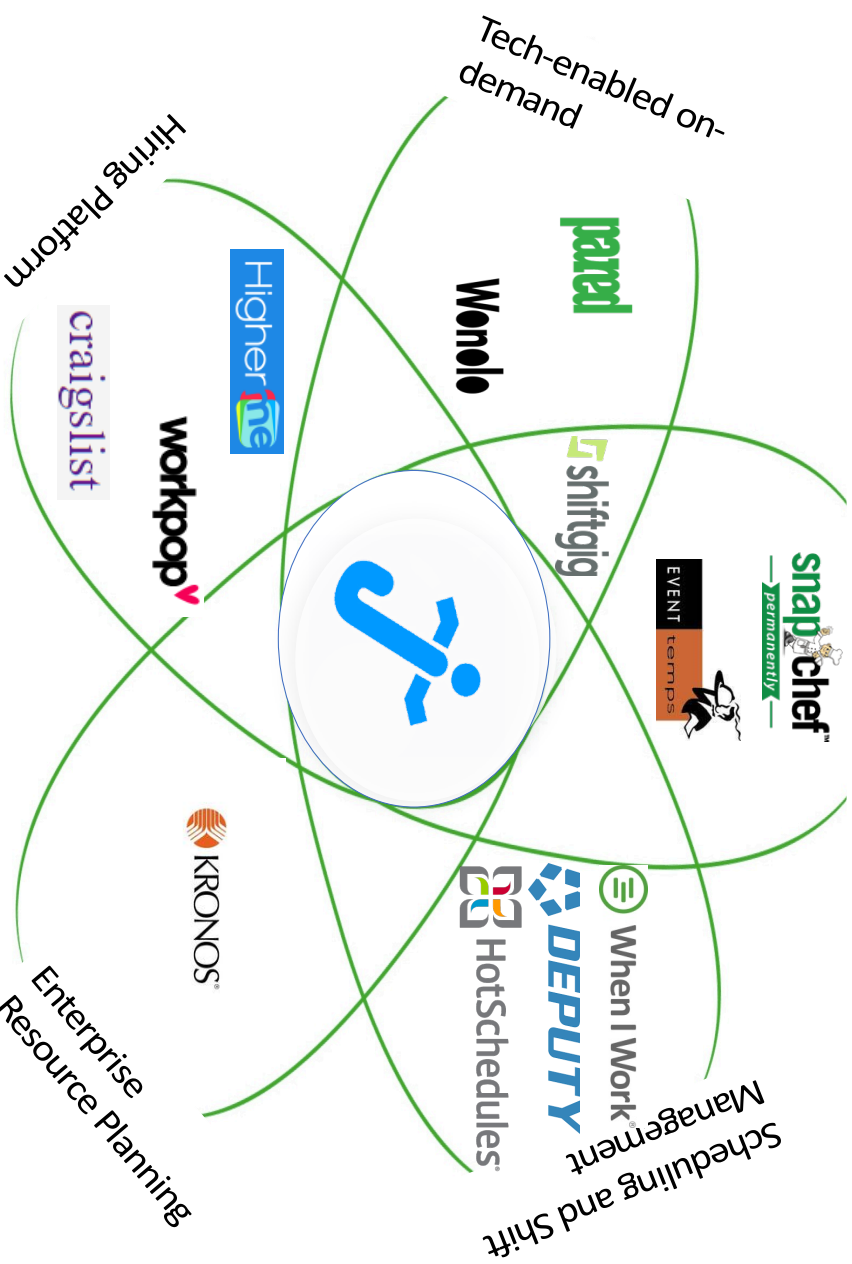 snapchef™
permanently
EVENT
temps
Tech-enabled on-
demand
Scheduling and Shift
Management
pared
Wonolo
shiftgig
When I Work®
DEPUTY
HotSchedules®
Hiring Platform
Higher me
workpop
craigslist
KRONOS®
Enterprise
Resource Planning